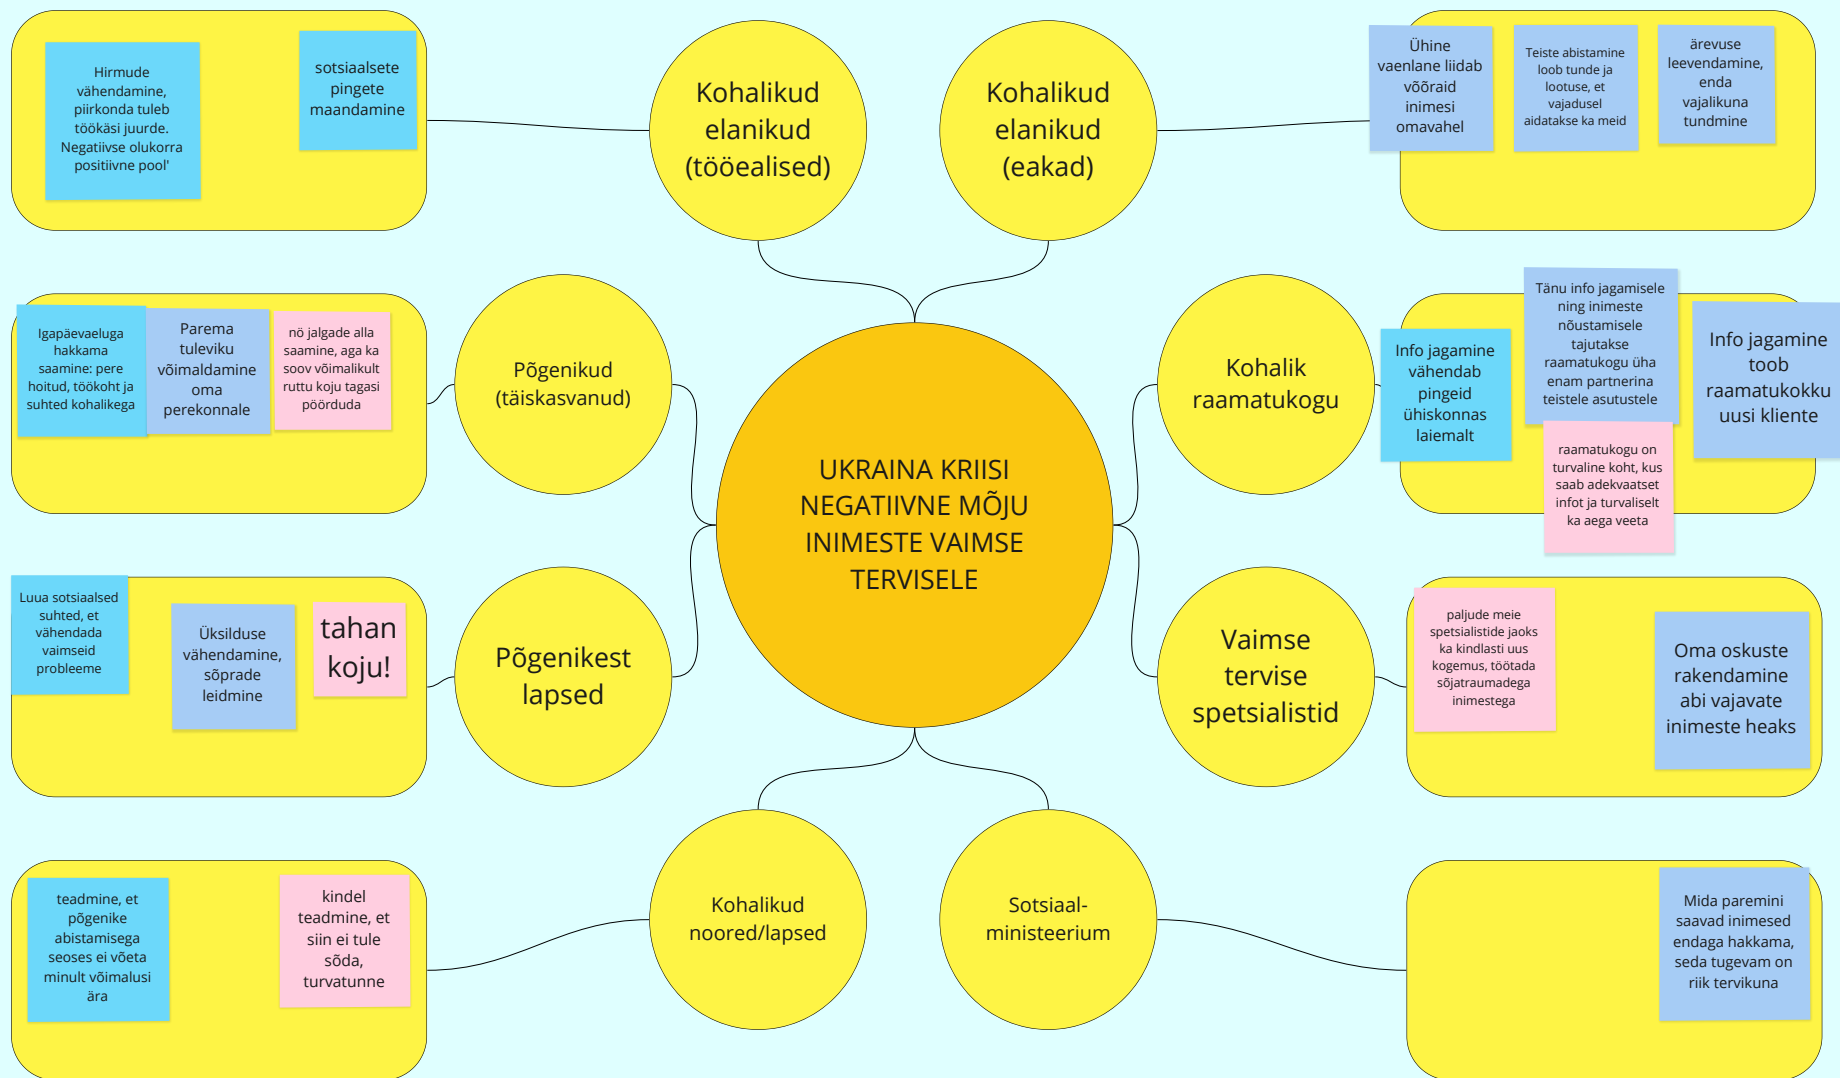 Hirmude
vähendamine,
piirkonda tuleb
töökäsi juurde.
Negatiivse olukorra
positiivne pool'
sotsiaalsete
pingete
maandamine
Kohalikud
elanikud
(tööealised)
Kohalikud
elanikud
(eakad)
Ühine
vaenlane liidab
võõraid
inimesi
omavahel
Teiste abistamine
loob tunde ja
lootuse, et
vajadusel
aidatakse ka meid
ärevuse
leevendamine,
enda
vajalikuna
tundmine
Igapäevaeluga
hakkama
saamine: pere
hoitud, töökoht ja
suhted kohalikega
Parema
tuleviku
võimaldamine
oma
perekonnale
nö jalgade alla
saamine, aga ka
soov võimalikult
ruttu koju tagasi
pöörduda
Põgenikud
(täiskasvanud)
Kohalik
raamatukogu
Info jagamine
vähendab
pingeid
ühiskonnas
laiemalt
Tänu info jagamisele
ning inimeste
nõustamisele
tajutakse
raamatukogu üha
enam partnerina
teistele asutustele
Info jagamine
toob
raamatukokku
uusi kliente
raamatukogu on
turvaline koht, kus
saab adekvaatset
infot ja turvaliselt
ka aega veeta
UKRAINA KRIISI
NEGATIIVNE MÕJU
INIMESTE VAIMSE
TERVISELE
Luua sotsiaalsed
suhted, et
vähendada
vaimseid
probleeme
Üksilduse
vähendamine,
sõprade
leidmine
tahan
koju!
Põgenikest
lapsed
Vaimse
tervise
spetsialistid
paljude meie
spetsialistide jaoks
ka kindlasti uus
kogemus, töötada
sõjatraumadega
inimestega
Oma oskuste
rakendamine
abi vajavate
inimeste heaks
teadmine, et
põgenike
abistamisega
seoses ei võeta
minult võimalusi
ära
kindel
teadmine, et
siin ei tule
sõda,
turvatunne
Kohalikud
noored/lapsed
Sotsiaal-
ministeerium
Mida paremini
saavad inimesed
endaga hakkama,
seda tugevam on
riik tervikuna